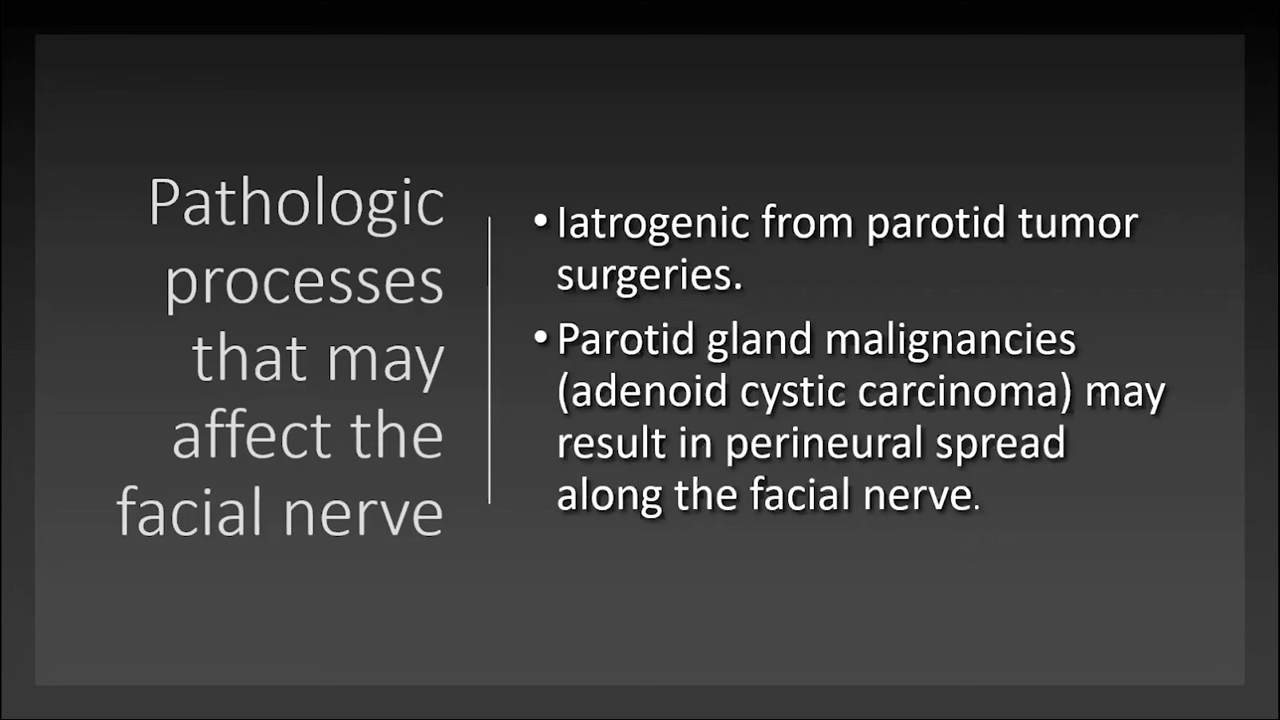 Pathologic
processes
that may
affect the
facial nerve
• Iatrogenic from parotid tumor
surgeries.
• Parotid gland malignancies
(adenoid cystic carcinoma) may
result in perineural spread
along the facial nerve.